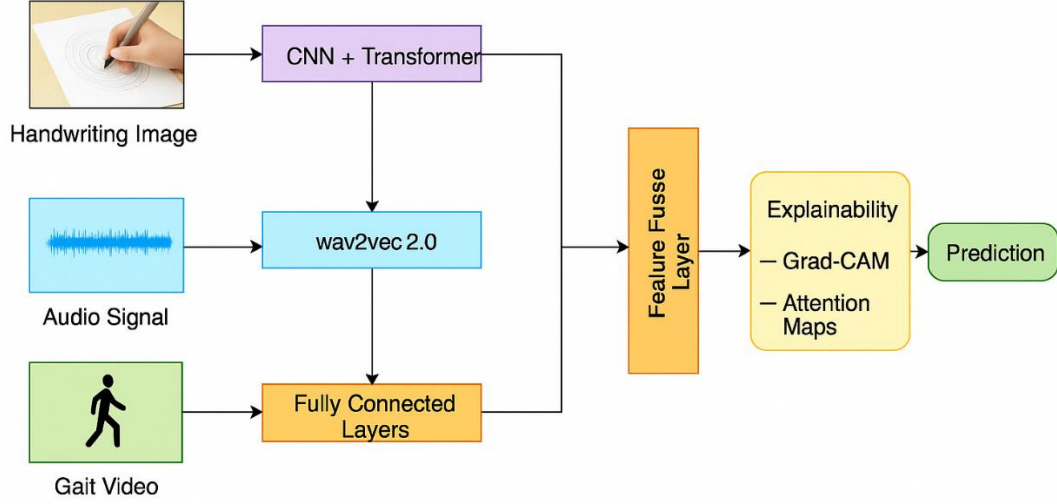 CNN + Transformer
Handwriting Image
wav2vec 2.0
Audio Signal
Fully Connected
Layers
Gait Video
Fealure Fusse
Layer
Explainability
– Grad-CAM
– Attention
Maps
Prediction